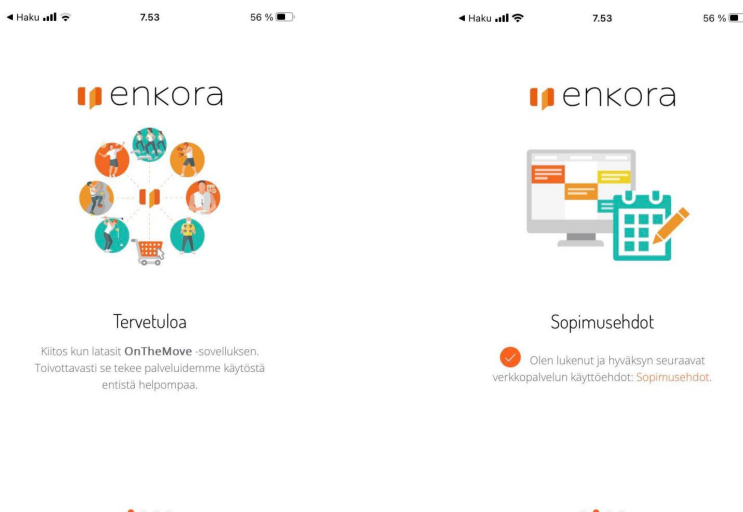 ◄ Haku 7.53 56 %
enkora
Tervetuloa
Kiitos kun latasit OnTheMove -sovelluksen.
Toivottavasti se tekee palveluidemme käytöstä
entistä helpompaa.
◄ Haku 7.53 56 %
enkora
Sopimusehdot
Olen lukenut ja hyväksyn seuraavat
verkkopalvelun käyttöehdot: Sopimusehdot.